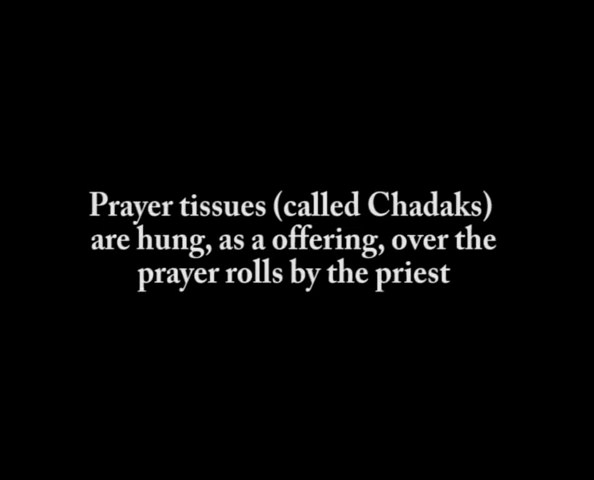 Prayer tissues (called Chadaks)
are hung, as a offering, over the
prayer rolls by the priest